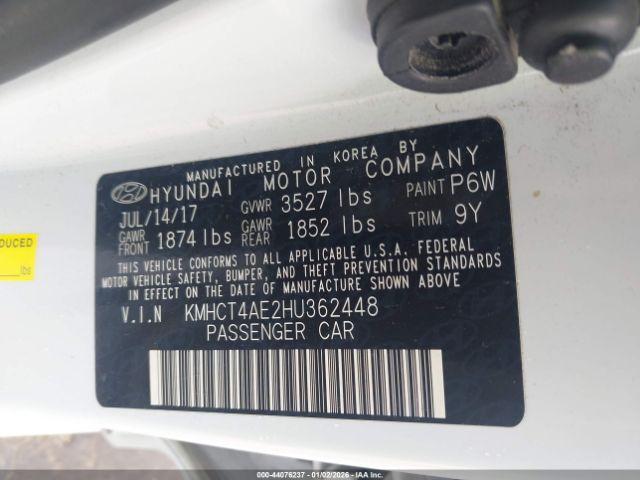 MANUFACTURED IN KOREA BY
HYUNDAI MOTOR COMPANY
JUL/14/17 GVWR 3527 lbs PAINT P6W
GAWR FRONT 1874 lbs GAWR REAR 1852 lbs TRIM 9Y
THIS VEHICLE CONFORMS TO ALL APPLICABLE U.S.A. FEDERAL
MOTOR VEHICLE SAFETY, BUMPER, AND THEFT PREVENTION STANDARDS
IN EFFECT ON THE DATE OF MANUFACTURE SHOWN ABOVE
V.I.N KMHCT4AE2HU362448
PASSENGER CAR
DUCED
lbs
000-44076237 - 01/02/2026 - IAAI.COM